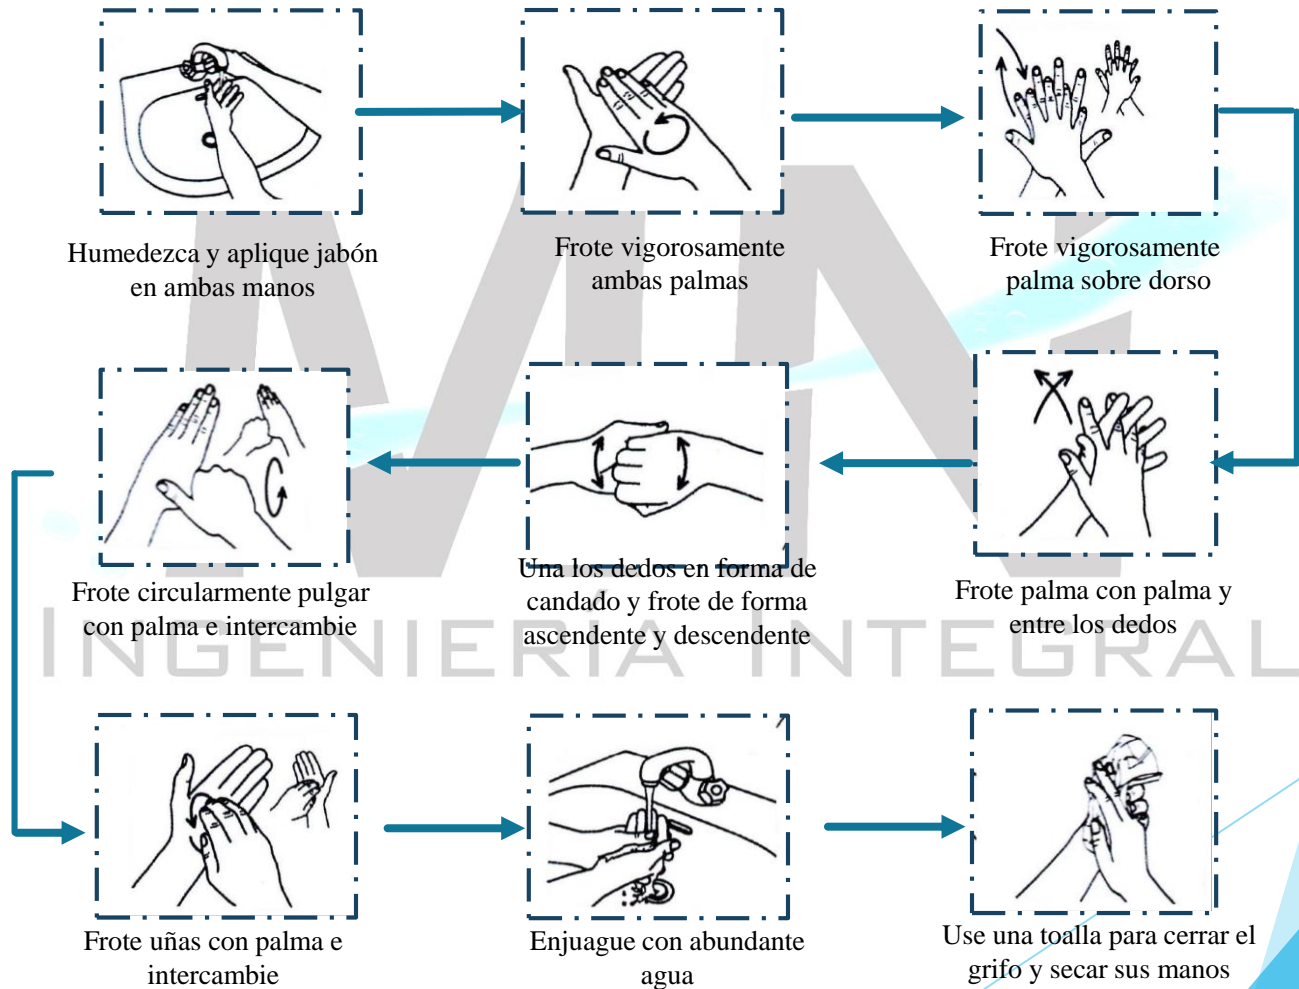 Humedezca y aplique jabón
en ambas manos
Frote vigorosamente
ambas palmas
Frote vigorosamente
palma sobre dorso
Frote palma con palma y
entre los dedos
Una los dedos en forma de
candado y frote de forma
ascendente y descendente
Frote circularmente pulgar
con palma e intercambie
MN
INGENIERÍA INTEGRAL
Frote uñas con palma e
intercambie
Enjuague con abundante
agua
Use una toalla para cerrar el
grifo y secar sus manos